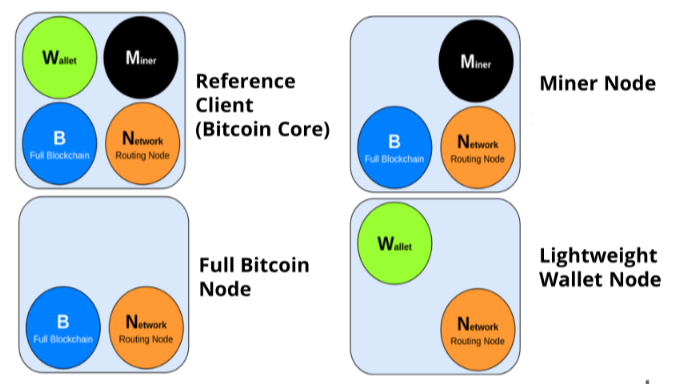 Wallet
Miner
B
Full Blockchain
Network
Routing Node
Reference
Client
(Bitcoin Core)
Miner
B
Full Blockchain
Network
Routing Node
Miner Node
B
Full Blockchain
Network
Routing Node
Full Bitcoin
Node
Wallet
Network
Routing Node
Lightweight
Wallet Node